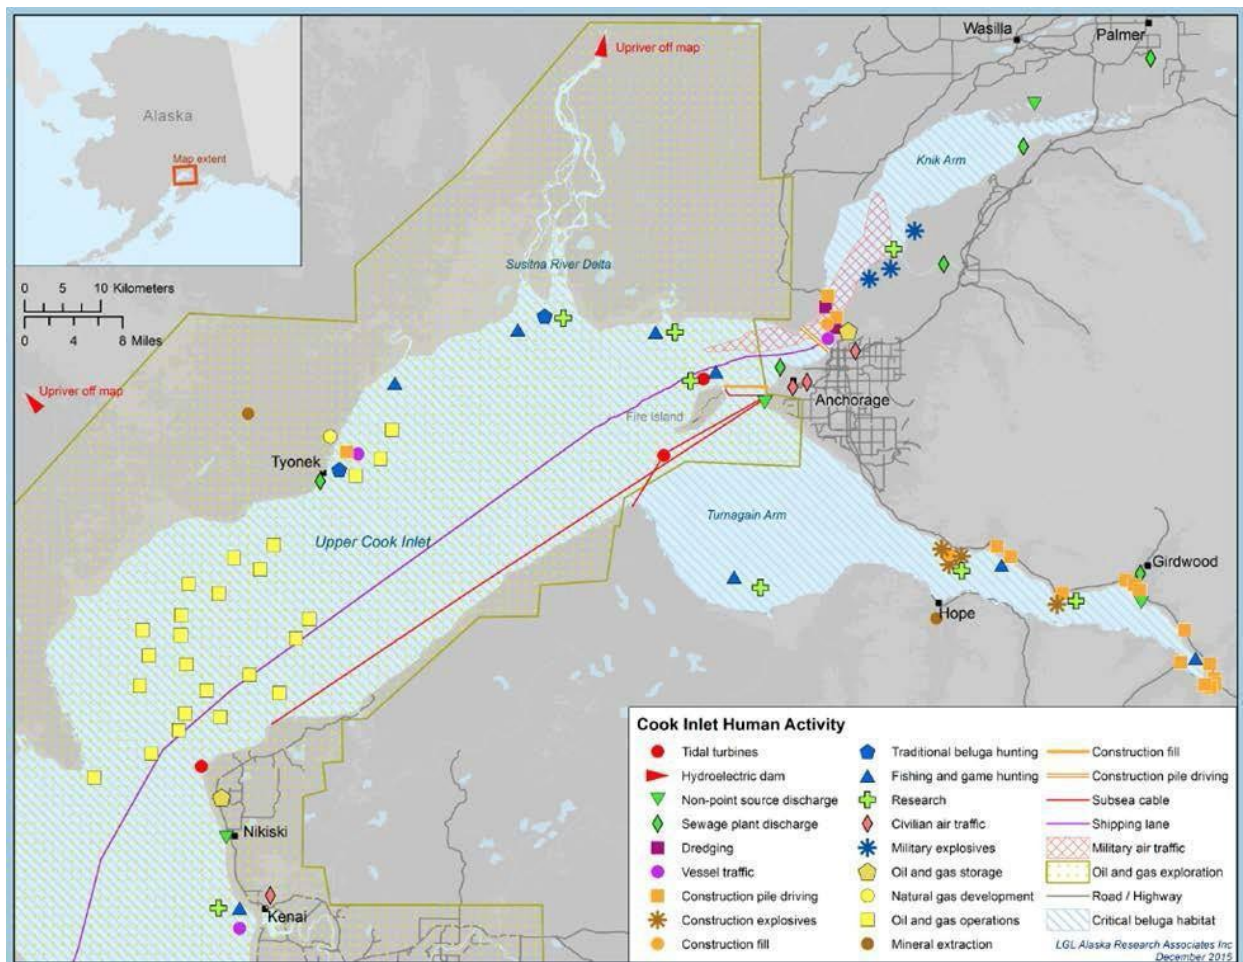 Alaska
Map extent
Upriver off map
Wasilla
Palmer
Knik Arm
Susitna River Delta
0 5 10 Kilometers
0 4 8 Miles
Upriver off map
Anchorage
Fire Island
Tyonek
Turnagain Arm
Upper Cook Inlet
Girdwood
Hope
Nikiski
Kenai
Cook Inlet Human Activity
Tidal turbines
Hydroelectric dam
Non-point source discharge
Sewage plant discharge
Dredging
Vessel traffic
Construction pile driving
Construction explosives
Construction fill
Traditional beluga hunting
Fishing and game hunting
Research
Civilian air traffic
Military explosives
Oil and gas storage
Natural gas development
Oil and gas operations
Mineral extraction
Construction fill
Construction pile driving
Subsea cable
Shipping lane
Military air traffic
Oil and gas exploration
Road / Highway
Critical beluga habitat
LGL Alaska Research Associates Inc
December 2015